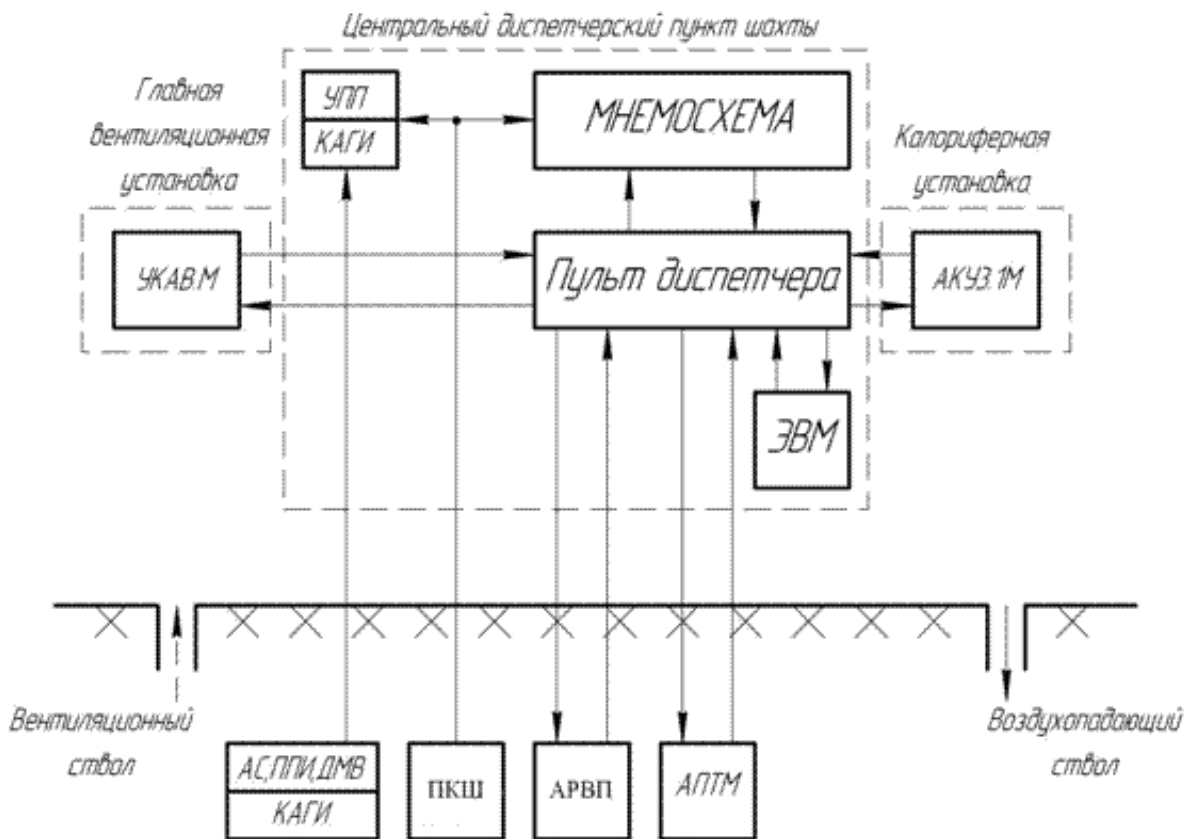 Центральный диспетчерский пункт шахты
Главная
вентиляционная
установка
УПП
КАГИ
МНЕМОСХЕМА
Калориферная
установка
УКАВ.М
Пульт диспетчера
АКУЗ.1М
ЭВМ
Вентиляционный
ствол
Воздухопадающий
ствол
АС,ППИ,ДМВ
КАГИ
ПКШ
АРВП
АПТМ